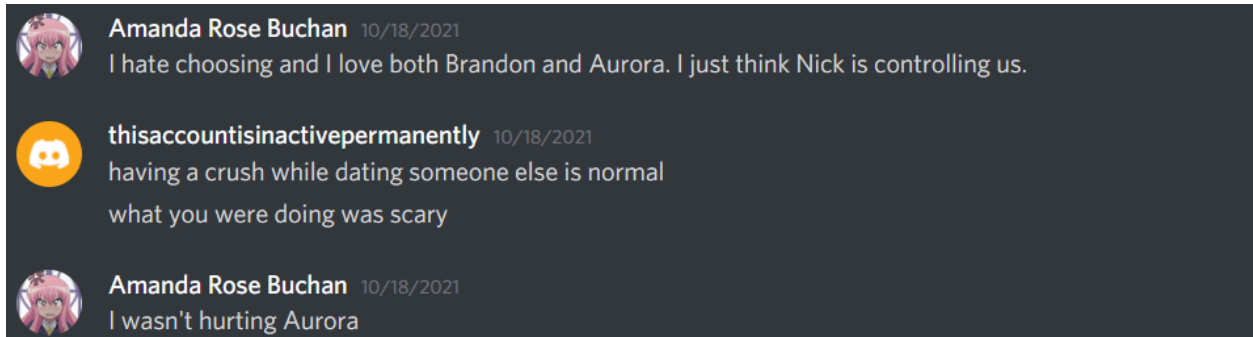 Amanda Rose Buchan 10/18/2021
I hate choosing and I love both Brandon and Aurora. I just think Nick is controlling us.
thisaccountisinactivepermanently 10/18/2021
having a crush while dating someone else is normal
what you were doing was scary
Amanda Rose Buchan 10/18/2021
I wasn't hurting Aurora